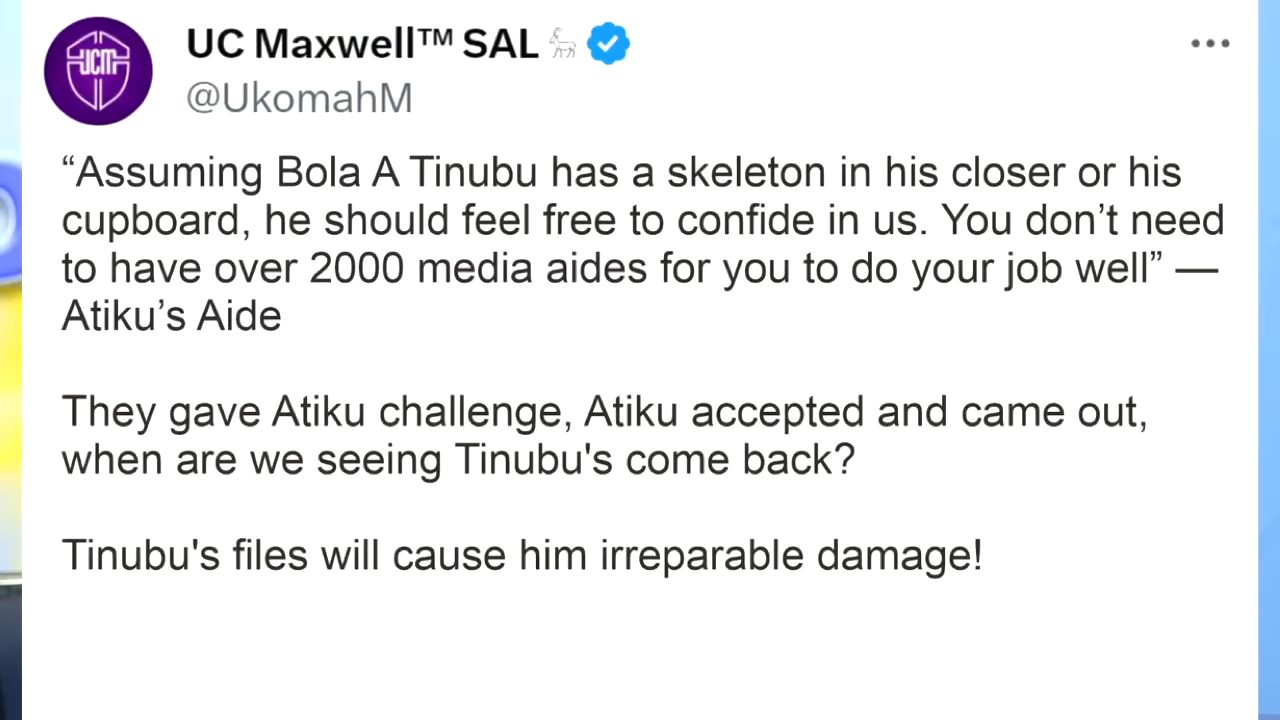 UC Maxwell™ SAL
@UkomahM
“Assuming Bola A Tinubu has a skeleton in his closer or his
cupboard, he should feel free to confide in us. You don’t need
to have over 2000 media aides for you to do your job well” —
Atiku’s Aide
They gave Atiku challenge, Atiku accepted and came out,
when are we seeing Tinubu's come back?
Tinubu's files will cause him irreparable damage!